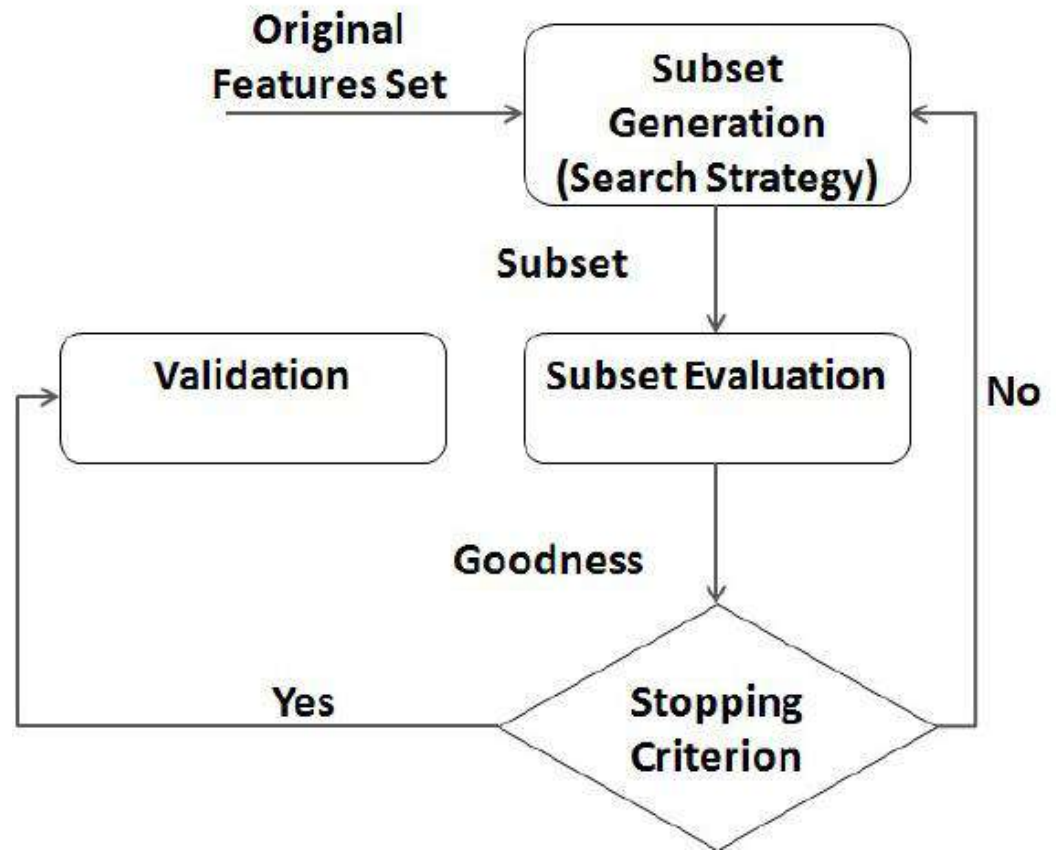 Original
Features Set
Subset
Generation
(Search Strategy)
Subset
Validation
Subset Evaluation
No
Goodness
Yes
Stopping
Criterion